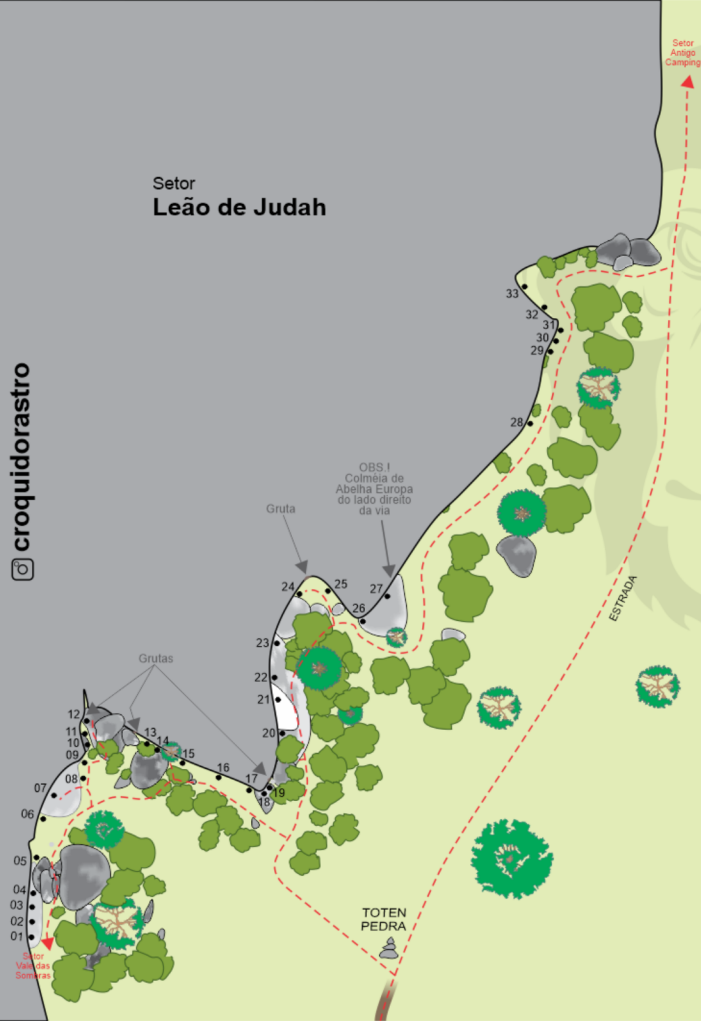 Setor
Antigo
Camping
Setor
Leão de Judah
croquidorastro
33
32
31
30
29
28
OBS.!
Colméia de
Abelha Europa
do lado direito
da via
Gruta
24
25
27
26
23
22
21
20
Grutas
12
11
10
09
08
07
06
13
14
15
16
17
18
19
05
04
03
02
01
ESTRADA
TOTEN
PEDRA
Setor
Vale das
Sombras